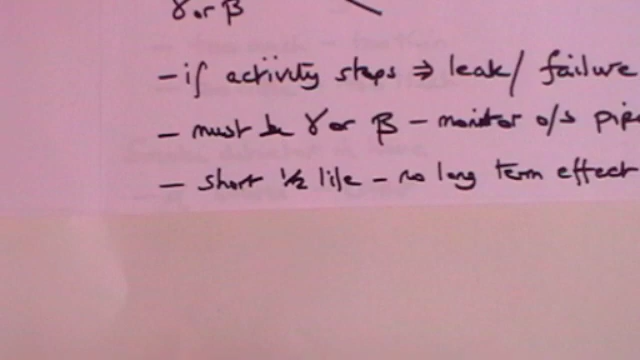 γ or β
- if activity stops ⇒ leak/ failure
- must be γ or β - monitor o/s pipe
- short ½ life - no long term effect